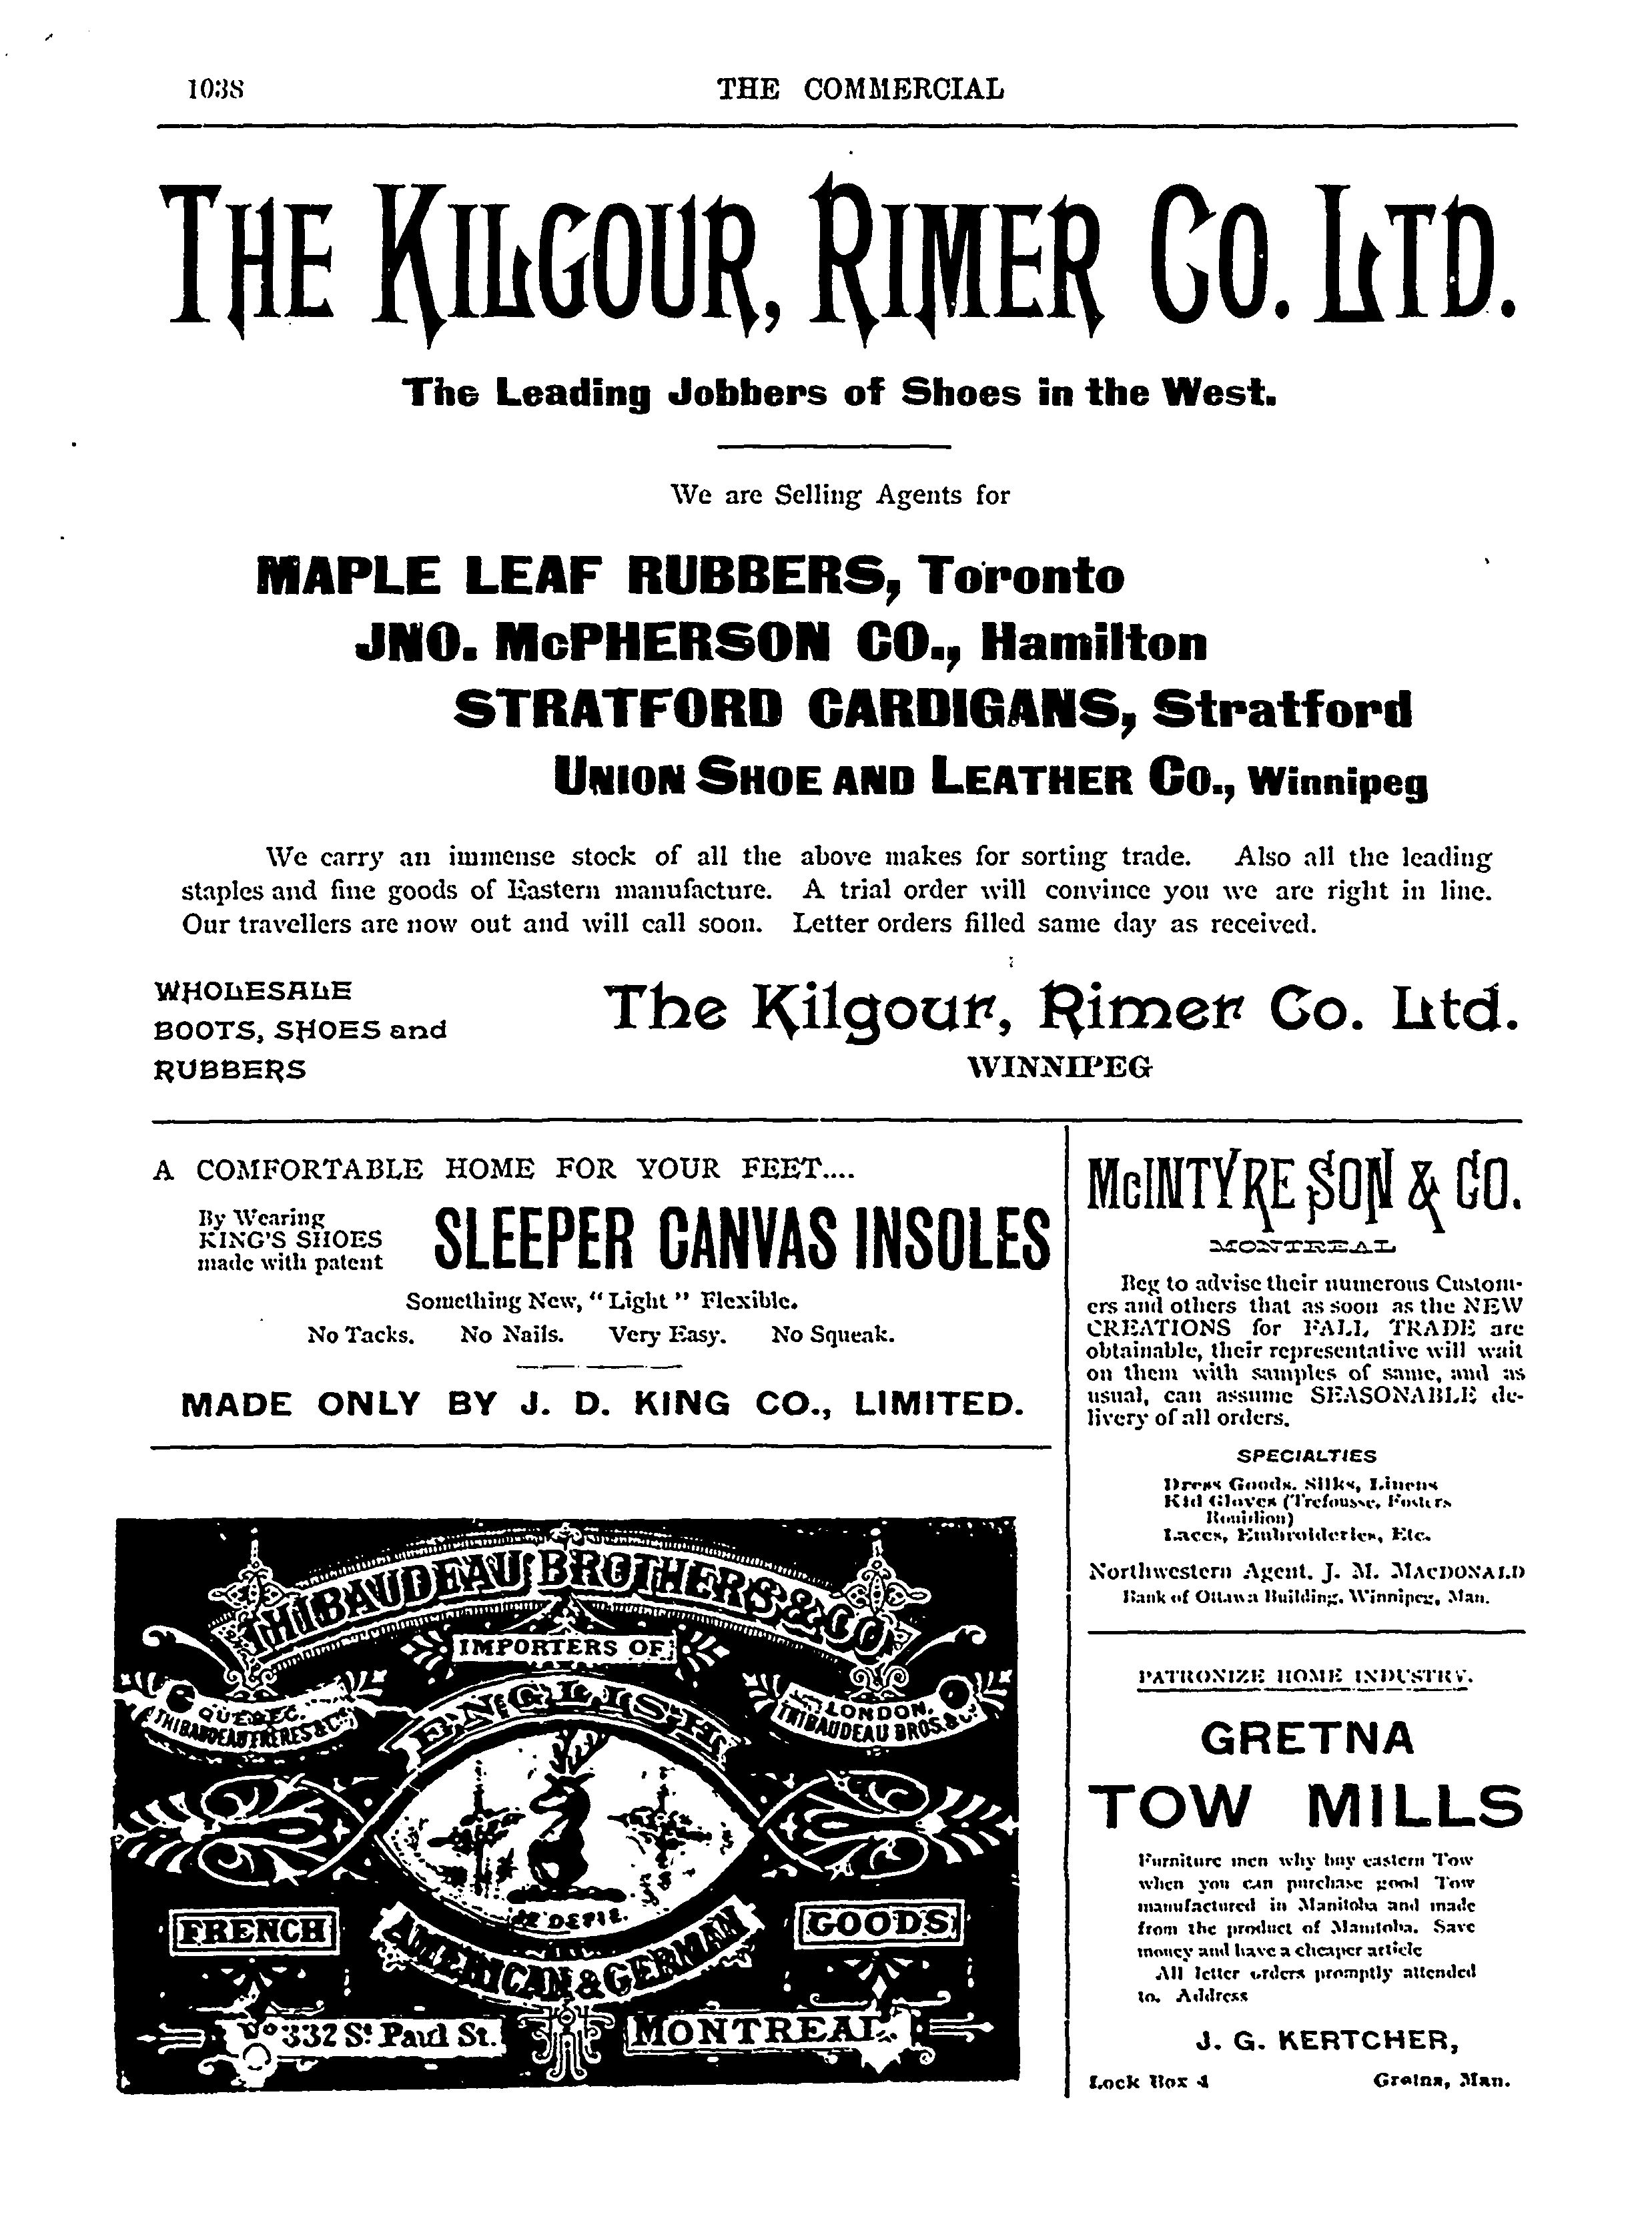 1038
THE COMMERCIAL
THE KILGOUR, RIMER CO. LTD.
The Leading Jobbers of Shoes in the West.
We are Selling Agents for
MAPLE LEAF RUBBERS, Toronto
JNO. McPHERSON CO., Hamilton
STRATFORD CARDIGANS, Stratford
UNION SHOE AND LEATHER CO., Winnipeg
We carry an immense stock of all the above makes for sorting trade. Also all the leading
staples and fine goods of Eastern manufacture. A trial order will convince you we are right in line.
Our travellers are now out and will call soon. Letter orders filled same day as received.
WHOLESALE
BOOTS, SHOES and
RUBBERS
The Kilgour, Rimer Co. Ltd.
WINNIPEG
A COMFORTABLE HOME FOR YOUR FEET....
By Wearing
KING'S SHOES
made with patent
SLEEPER CANVAS INSOLES
Something New, "Light" Flexible.
No Tacks. No Nails. Very Easy. No Squeak.
MADE ONLY BY J. D. KING CO., LIMITED.
THIBAUDEAU BROTHERS & CO
IMPORTERS OF
QUEBEC.
THIBAUDEAU FRERES & Cie
LONDON.
THIBAUDEAU BROS. &
ENGLISH
JE DEFIE.
FRENCH
AMERICAN & GERMAN
GOODS
No 332 St. Paul St.
MONTREAL.
McINTYRE SON & CO.
MONTREAL
Beg to advise their numerous Custom-
ers and others that as soon as the NEW
CREATIONS for FALL TRADE are
obtainable, their representative will wait
on them with samples of same, and as
usual, can assume SEASONABLE de-
livery of all orders.
SPECIALTIES
Dress Goods, Silks, Linens
Kid Gloves (Trefousse, Fosters
Rouillon)
Laces, Embroideries, Etc.
Northwestern Agent, J. M. MACDONALD
Bank of Ottawa Building, Winnipeg, Man.
PATRONIZE HOME INDUSTRY.
GRETNA
TOW MILLS
Furniture men why buy eastern Tow
when you can purchase good Tow
manufactured in Manitoba and made
from the product of Manitoba. Save
money and have a cheaper article
All letter orders promptly attended
to. Address
J. G. KERTCHER,
Lock Box 4
Gretna, Man.